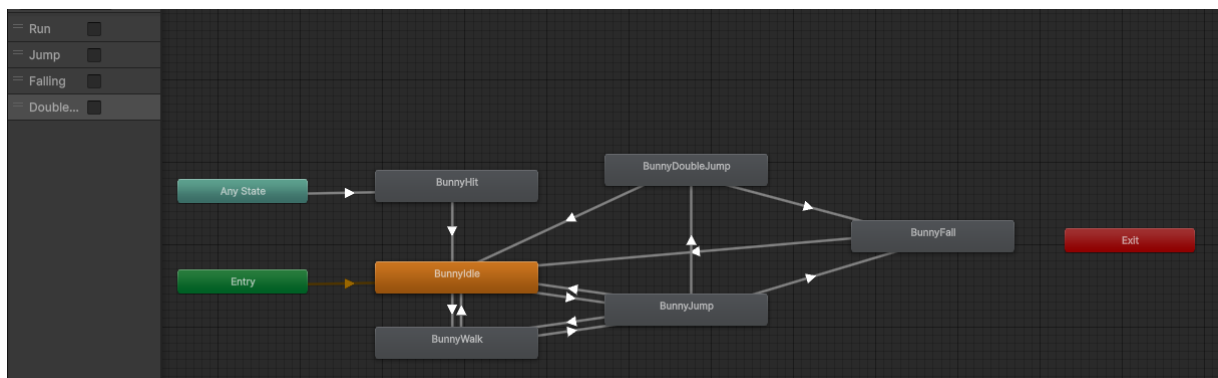 Run
Jump
Falling
Double...
Any State
BunnyHit
BunnyDoubleJump
BunnyFall
Exit
Entry
BunnyIdle
BunnyJump
BunnyWalk